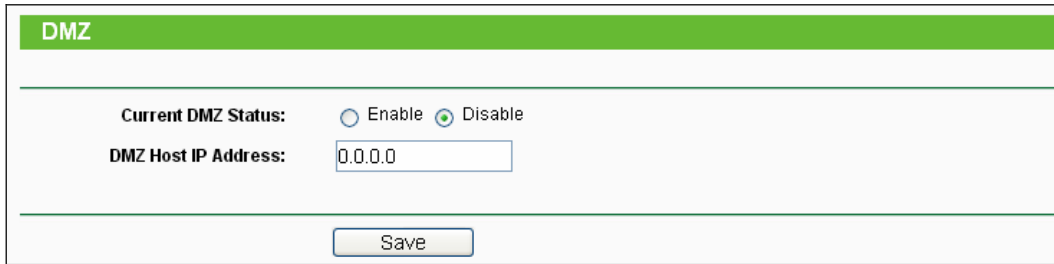 DMZ
Current DMZ Status: Enable Disable
DMZ Host IP Address: 0.0.0.0
Save